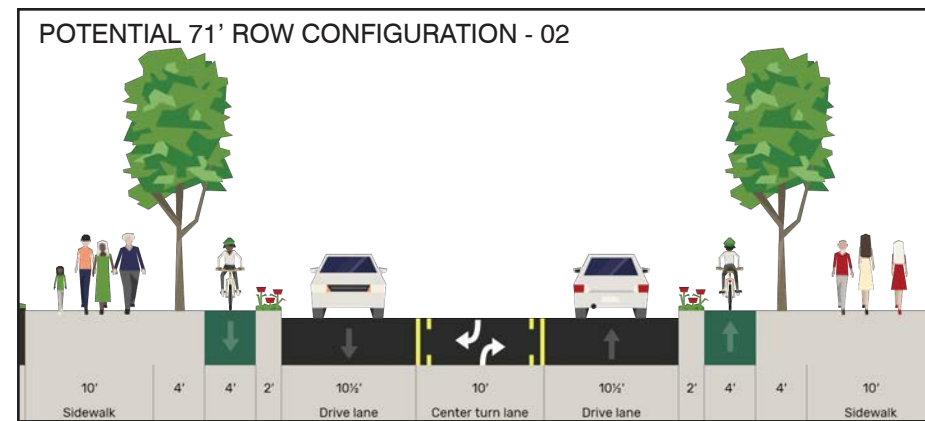 POTENTIAL 71' ROW CONFIGURATION - 02
10' 4' 4' 2' 10½' 10' 10½' 2' 4' 4' 10'
Sidewalk Drive lane Center turn lane Drive lane Sidewalk